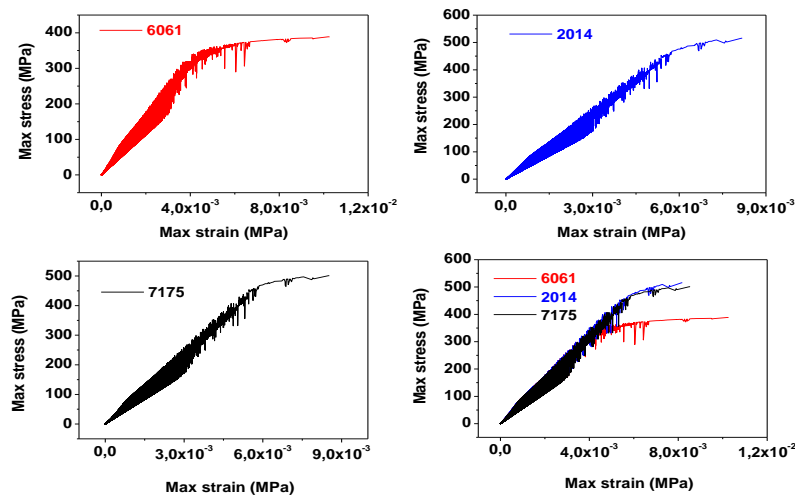 6061
Max stress (MPa)
400
300
200
100
0
0,0
4,0x10⁻³
8,0x10⁻³
1,2x10⁻²
Max strain (MPa)
2014
Max stress (MPa)
600
500
400
300
200
100
0
0,0
3,0x10⁻³
6,0x10⁻³
9,0x10⁻³
Max strain (MPa)
7175
Max stress (MPa)
500
400
300
200
100
0
0,0
3,0x10⁻³
6,0x10⁻³
9,0x10⁻³
Max strain (MPa)
6061
2014
7175
Max stress (MPa)
600
500
400
300
200
100
0
0,0
4,0x10⁻³
8,0x10⁻³
1,2x10⁻²
Max strain (MPa)